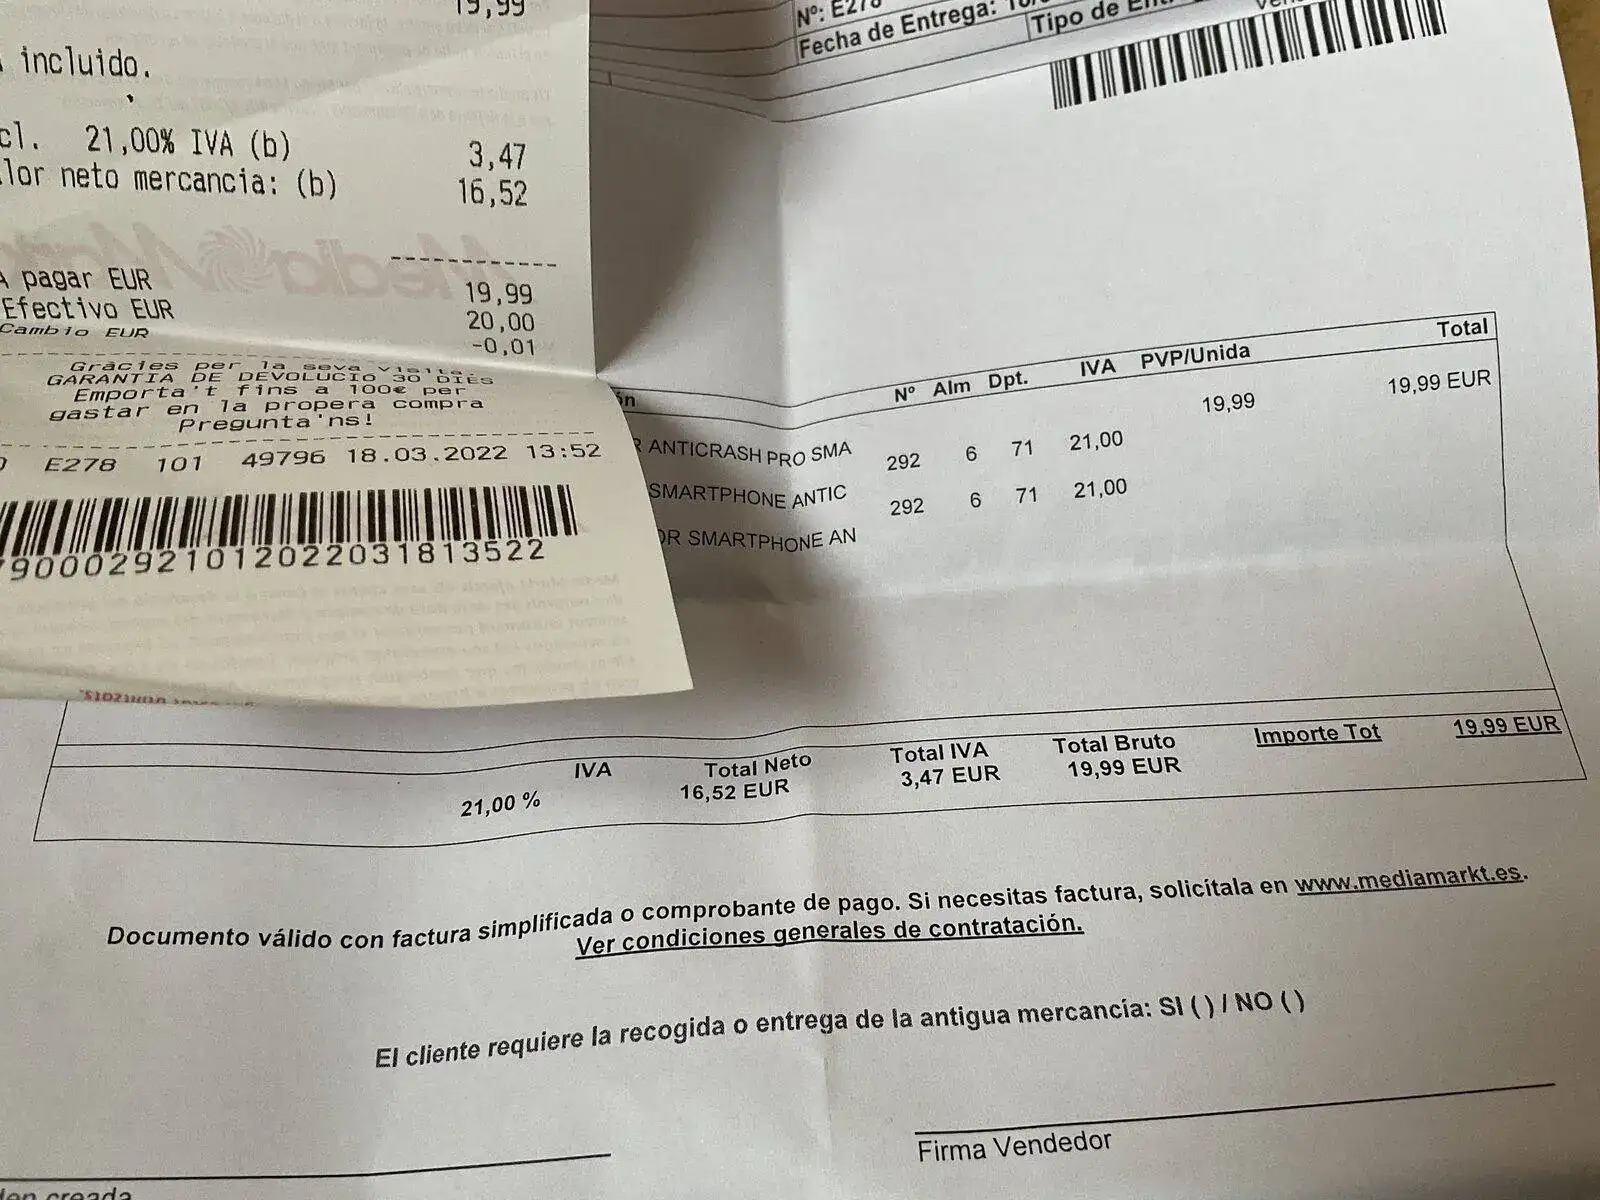 19,99
incluido.
21,00% IVA (b) 3,47
lor neto mercancia: (b) 16,52
A pagar EUR 19,99
Efectivo EUR 20,00
Cambio EUR -0,01
Gràcies per la seva visita.
GARANTIA DE DEVOLUCIO 30 DIES
Emporta't fins a 100€ per
gastar en la propera compra
Pregunta'ns!
E278 101 49796 18.03.2022 13:52
790002921012022031813522
Nº: E278
Fecha de Entrega:
Tipo de
Nº Alm Dpt. IVA PVP/Unida Total
R ANTICRASH PRO SMA 292 6 71 21,00 19,99 19,99 EUR
SMARTPHONE ANTIC 292 6 71 21,00
OR SMARTPHONE AN
IVA Total Neto Total IVA Total Bruto Importe Tot 19,99 EUR
21,00 % 16,52 EUR 3,47 EUR 19,99 EUR
Documento válido con factura simplificada o comprobante de pago. Si necesitas factura, solicítala en www.mediamarkt.es.
Ver condiciones generales de contratación.
El cliente requiere la recogida o entrega de la antigua mercancía: SI ( ) / NO ( )
Firma Vendedor
den creada